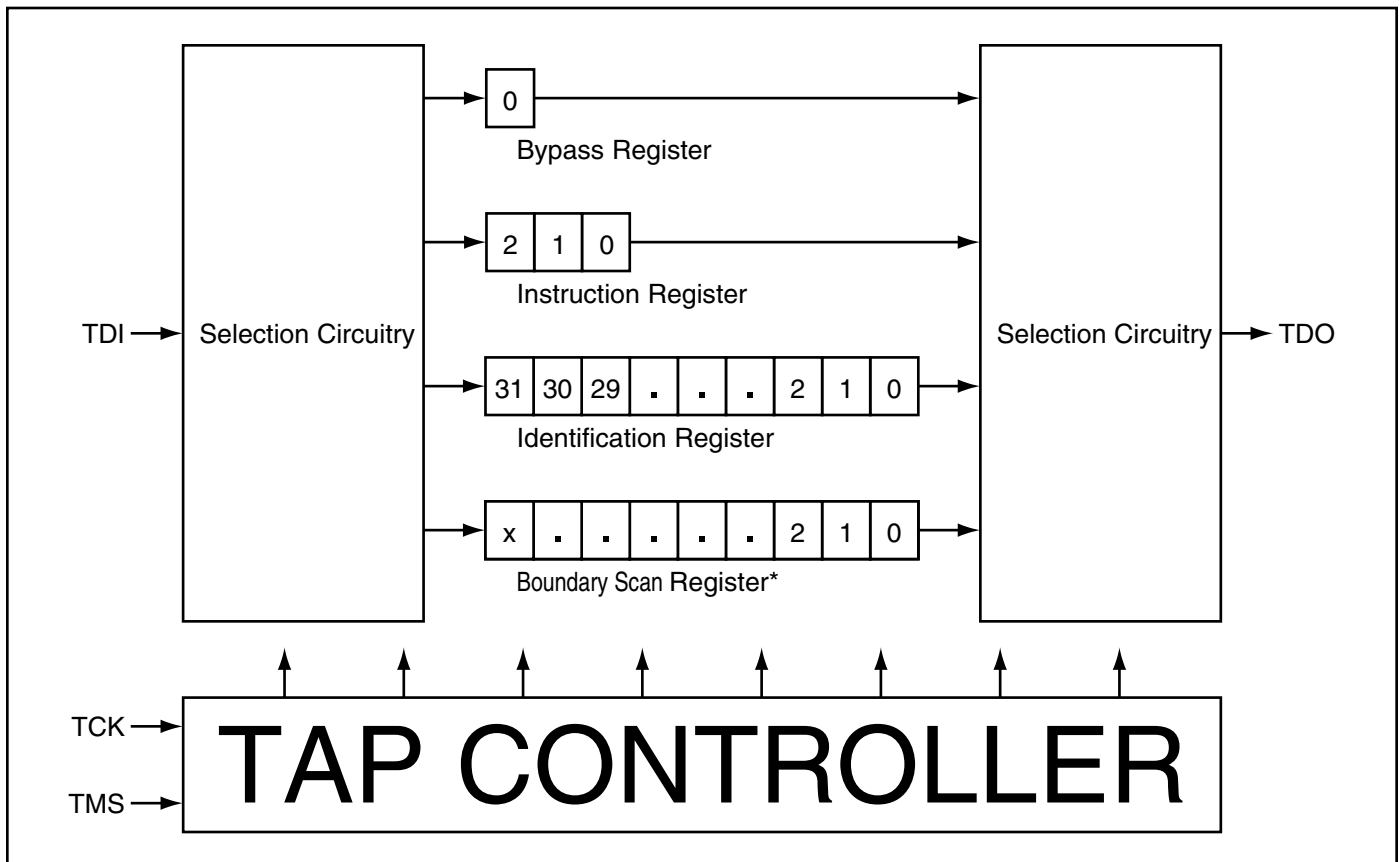 0
Bypass Register
2 1 0
Instruction Register
TDI
Selection Circuitry
Selection Circuitry
TDO
31 30 29 . . . 2 1 0
Identification Register
x . . . . . 2 1 0
Boundary Scan Register*
TCK
TMS
TAP CONTROLLER